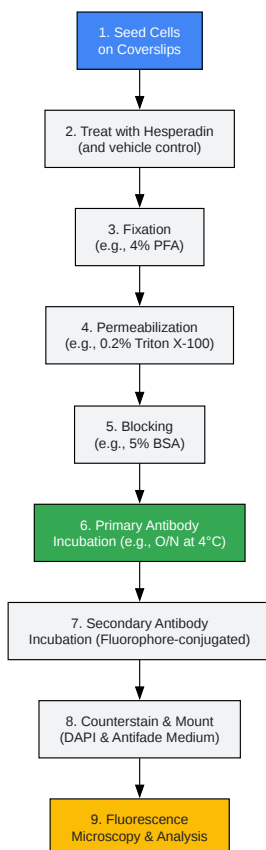 1. Seed Cells
on Coverslips
2. Treat with Hesperadin
(and vehicle control)
3. Fixation
(e.g., 4% PFA)
4. Permeabilization
(e.g., 0.2% Triton X-100)
5. Blocking
(e.g., 5% BSA)
6. Primary Antibody
Incubation (e.g., O/N at 4°C)
7. Secondary Antibody
Incubation (Fluorophore-conjugated)
8. Counterstain & Mount
(DAPI & Antifade Medium)
9. Fluorescence
Microscopy & Analysis